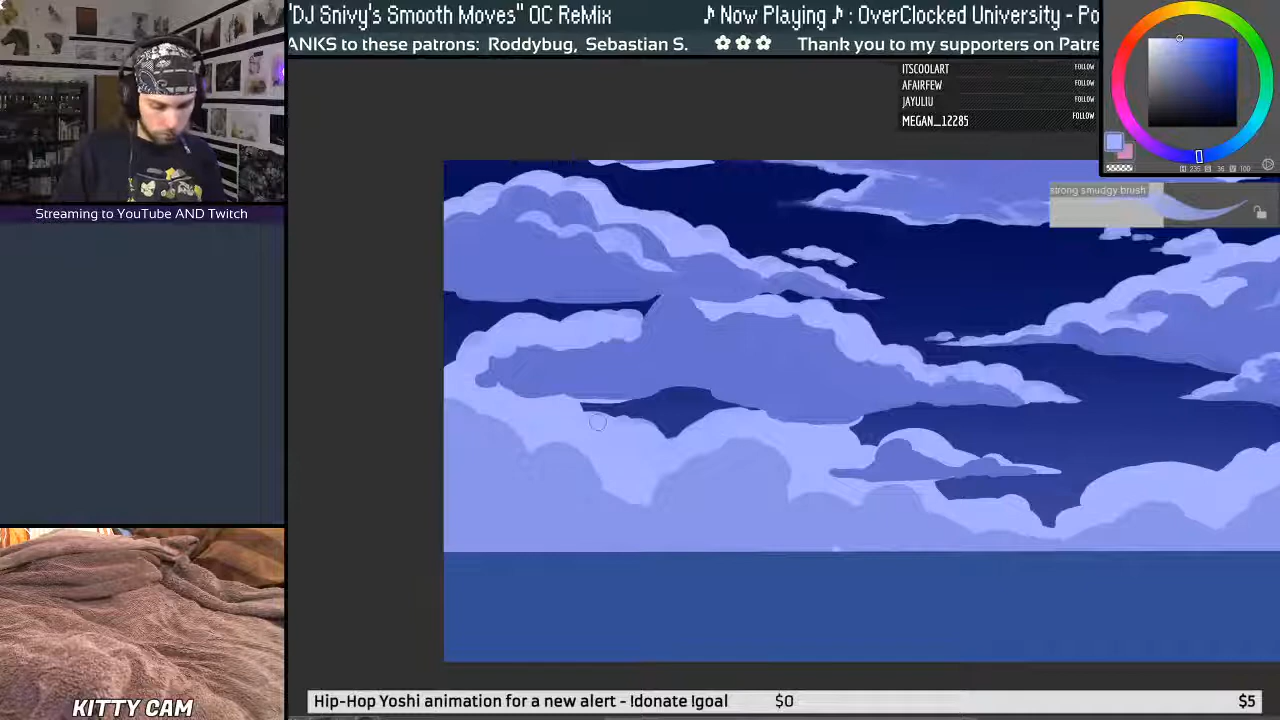 "DJ Snivy's Smooth Moves" OC ReMix ♪ Now Playing ♪ : OverClocked University - Po
ANKS to these patrons: Roddybug, Sebastian S. ✿ ✿ ✿ Thank you to my supporters on Patre
ITSCOOLART FOLLOW
AFAIRFEW FOLLOW
JAYULIU FOLLOW
MEGAN_12285 FOLLOW
strong smudgy brush
Streaming to YouTube AND Twitch
KITTY CAM
Hip-Hop Yoshi animation for a new alert - !donate !goal $0 $5